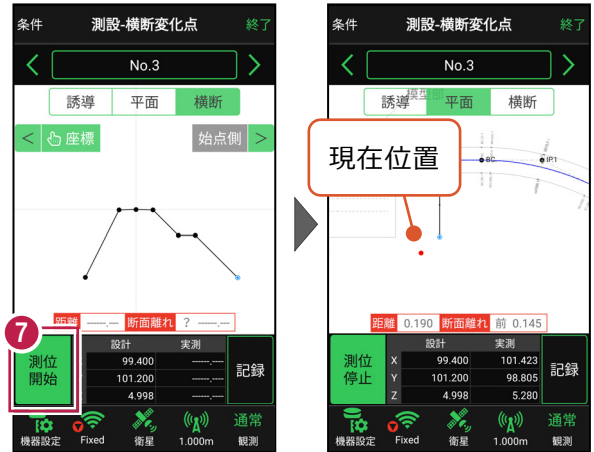 条件 測設-横断変化点 終了
< No.3 >
誘導 平面 横断
< 座標 始点側 >
距離 -----.--- 断面離れ ? -----.---
7
測位開始
設計 実測
99.400 -----.---
101.200 -----.---
4.998 -----.---
記録
機器設定 Fixed 衛星 1.000m 通常観測
条件 測設-横断変化点 終了
< No.3 >
模型部
誘導 平面 横断
現在位置
BC IP.1
距離 0.190 断面離れ 前 0.145
測位停止
設計 実測
X 99.400 101.423
Y 101.200 98.805
Z 4.998 5.280
記録
機器設定 Fixed 衛星 1.000m 通常観測